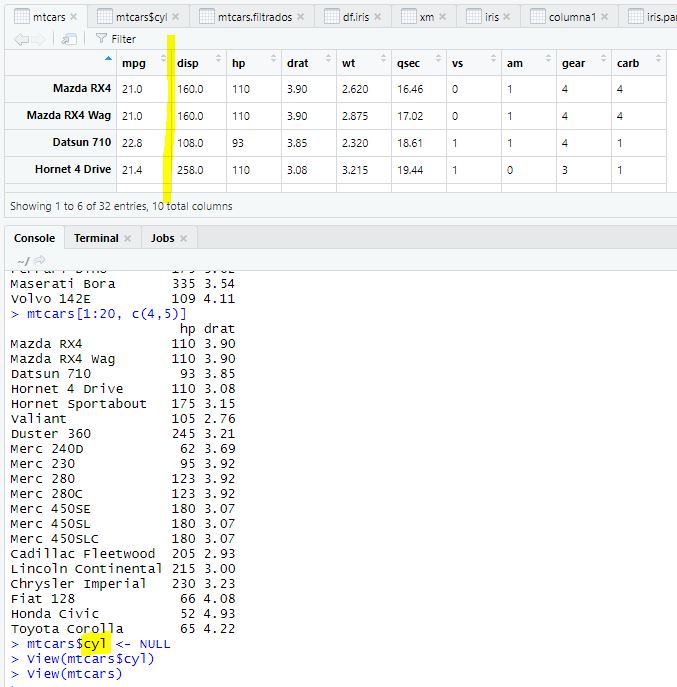 mtcars mtcars$cyl mtcars.filtrados df.iris xm iris columna1 iris.pa
Filter
mpg disp hp drat wt qsec vs am gear carb
Mazda RX4 21.0 160.0 110 3.90 2.620 16.46 0 1 4 4
Mazda RX4 Wag 21.0 160.0 110 3.90 2.875 17.02 0 1 4 4
Datsun 710 22.8 108.0 93 3.85 2.320 18.61 1 1 4 1
Hornet 4 Drive 21.4 258.0 110 3.08 3.215 19.44 1 0 3 1
Showing 1 to 6 of 32 entries, 10 total columns
Console Terminal Jobs
~/
Maserati Bora 335 3.54
Volvo 142E 109 4.11
> mtcars[1:20, c(4,5)]
hp drat
Mazda RX4 110 3.90
Mazda RX4 Wag 110 3.90
Datsun 710 93 3.85
Hornet 4 Drive 110 3.08
Hornet Sportabout 175 3.15
Valiant 105 2.76
Duster 360 245 3.21
Merc 240D 62 3.69
Merc 230 95 3.92
Merc 280 123 3.92
Merc 280C 123 3.92
Merc 450SE 180 3.07
Merc 450SL 180 3.07
Merc 450SLC 180 3.07
Cadillac Fleetwood 205 2.93
Lincoln Continental 215 3.00
Chrysler Imperial 230 3.23
Fiat 128 66 4.08
Honda Civic 52 4.93
Toyota Corolla 65 4.22
> mtcars$cyl <- NULL
> View(mtcars$cyl)
> View(mtcars)